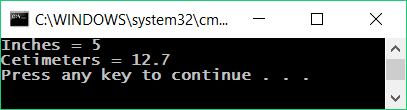 C:\WINDOWS\system32\cm...
Inches = 5
Cetimeters = 12.7
Press any key to continue . . .